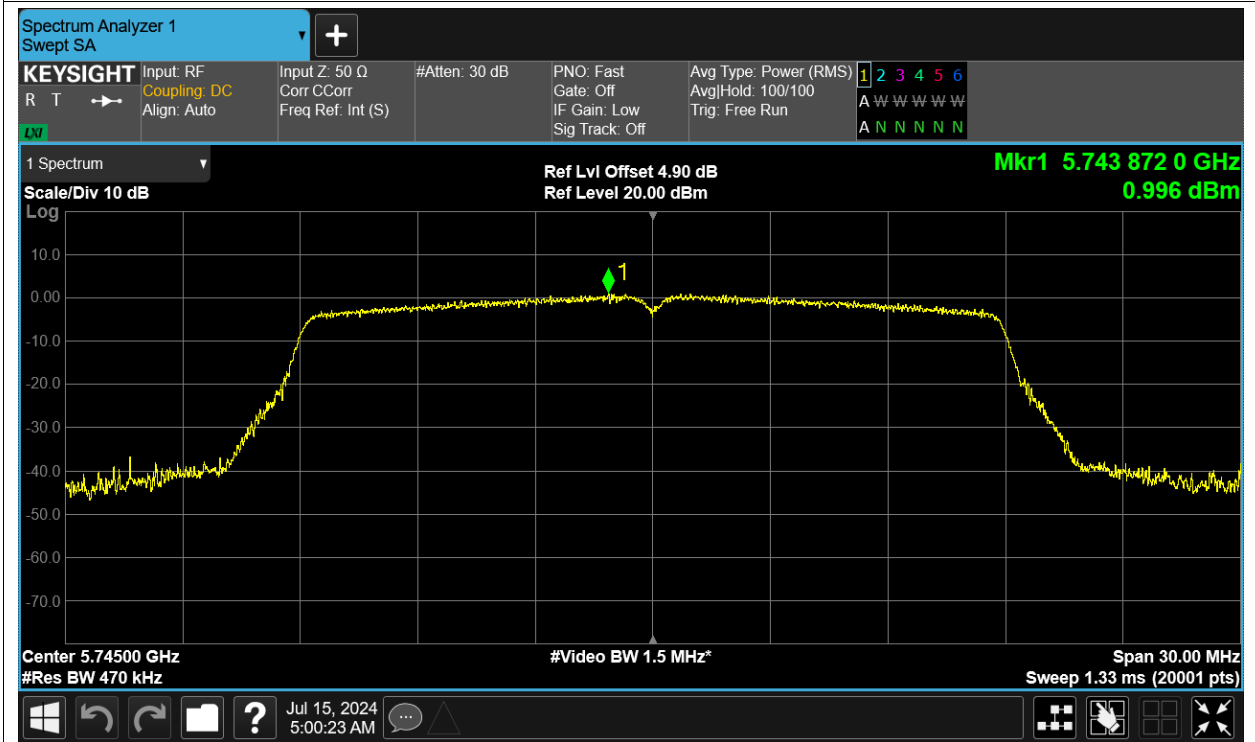 Spectrum Analyzer 1
Swept SA
KEYSIGHT
R T
LXI
Input: RF
Coupling: DC
Align: Auto
Input Z: 50 Ω
Corr CCorr
Freq Ref: Int (S)
#Atten: 30 dB
PNO: Fast
Gate: Off
IF Gain: Low
Sig Track: Off
Avg Type: Power (RMS)
Avg|Hold: 100/100
Trig: Free Run
1 2 3 4 5 6
A W W W W W
A N N N N N
1 Spectrum
Scale/Div 10 dB
Log
Ref Lvl Offset 4.90 dB
Ref Level 20.00 dBm
Mkr1 5.743 872 0 GHz
0.996 dBm
10.0
0.00
-10.0
-20.0
-30.0
-40.0
-50.0
-60.0
-70.0
1
Center 5.74500 GHz
#Res BW 470 kHz
#Video BW 1.5 MHz*
Span 30.00 MHz
Sweep 1.33 ms (20001 pts)
?
Jul 15, 2024
5:00:23 AM